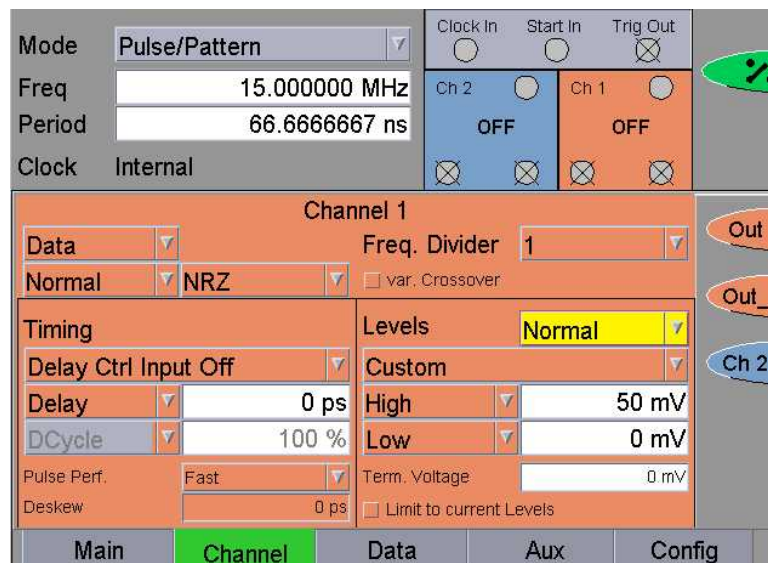 Mode Pulse/Pattern
Freq 15.000000 MHz
Period 66.6666667 ns
Clock Internal
Clock In Start In Trig Out
Ch 2 Ch 1
OFF OFF
Channel 1
Data Freq. Divider 1
Normal NRZ var. Crossover
Timing Levels Normal
Delay Ctrl Input Off Custom
Delay 0 ps High 50 mV
DCycle 100 % Low 0 mV
Pulse Perf. Fast Term. Voltage 0 mV
Deskew 0 ps Limit to current Levels
Out
Out_
Ch 2
Main Channel Data Aux Config